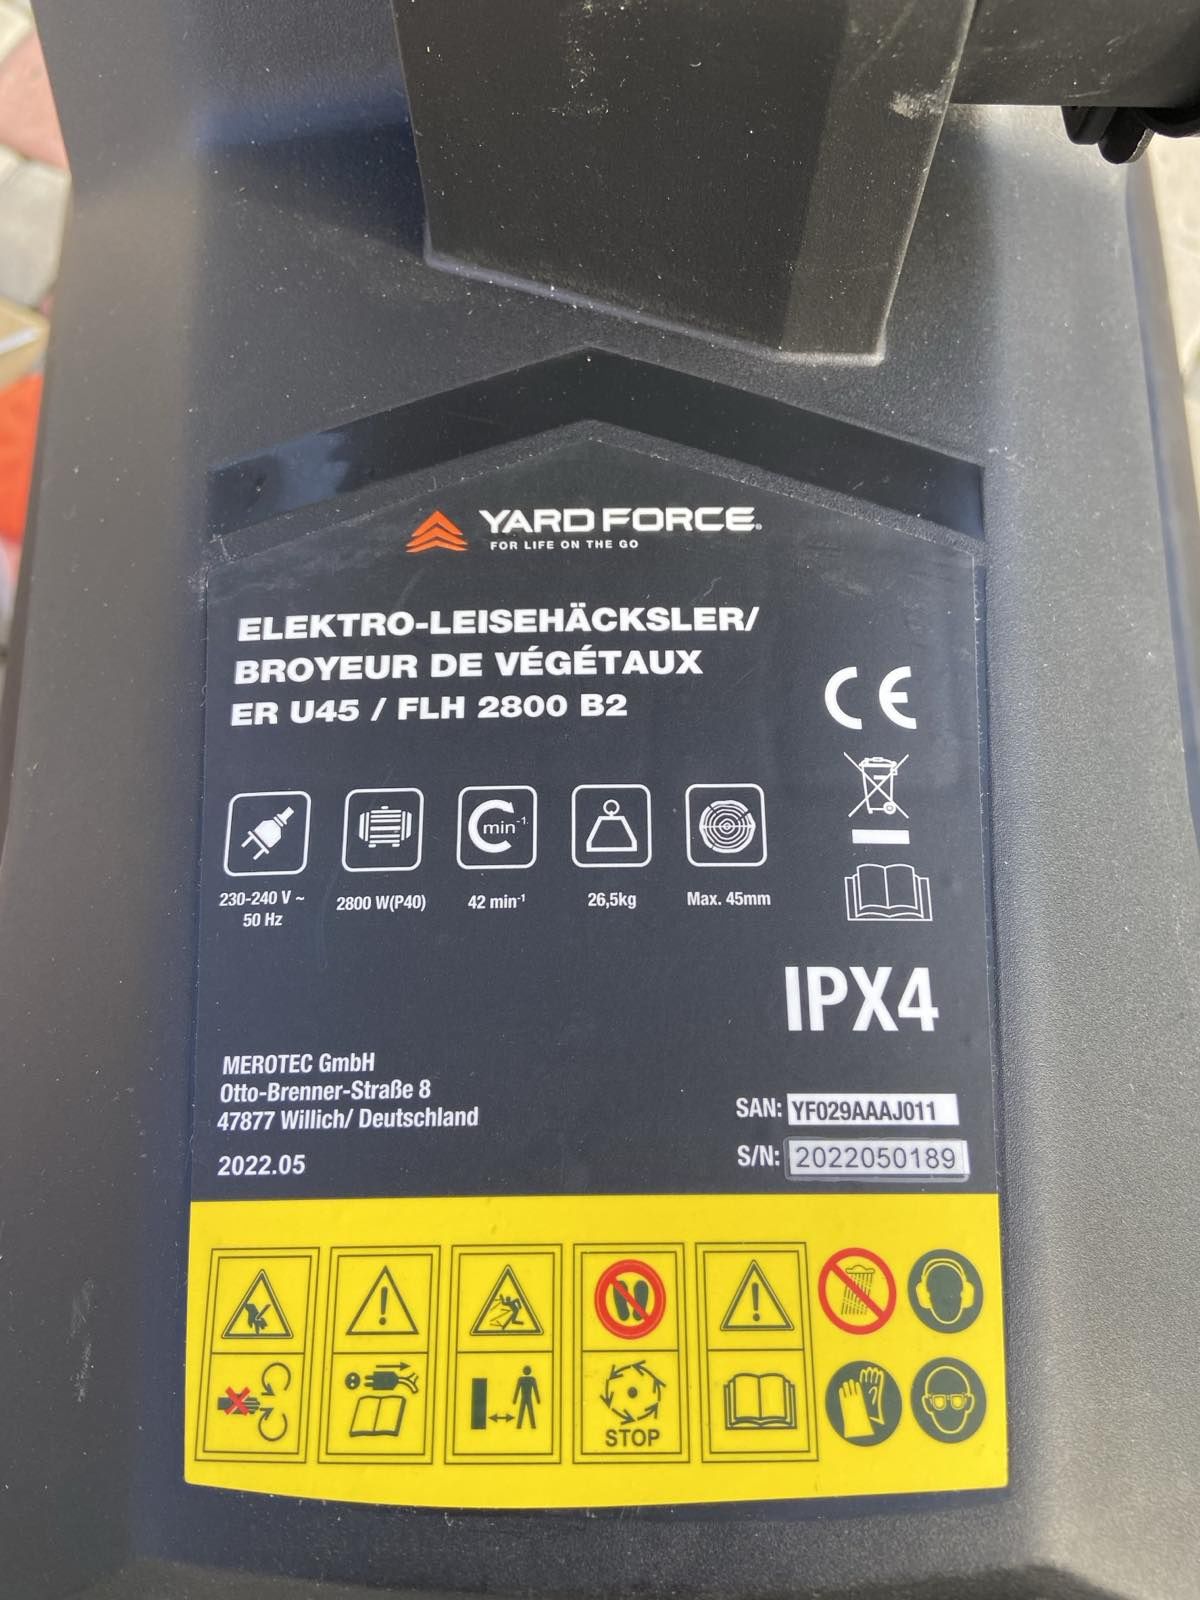 YARD FORCE®
FOR LIFE ON THE GO
ELEKTRO-LEISEHÄCKSLER/
BROYEUR DE VÉGÉTAUX
ER U45 / FLH 2800 B2
CE
min⁻¹
230-240 V ~
50 Hz
2800 W(P40)
42 min⁻¹
26,5kg
Max. 45mm
IPX4
MEROTEC GmbH
Otto-Brenner-Straße 8
47877 Willich/ Deutschland
2022.05
SAN: YF029AAAJ011
S/N: 2022050189
STOP